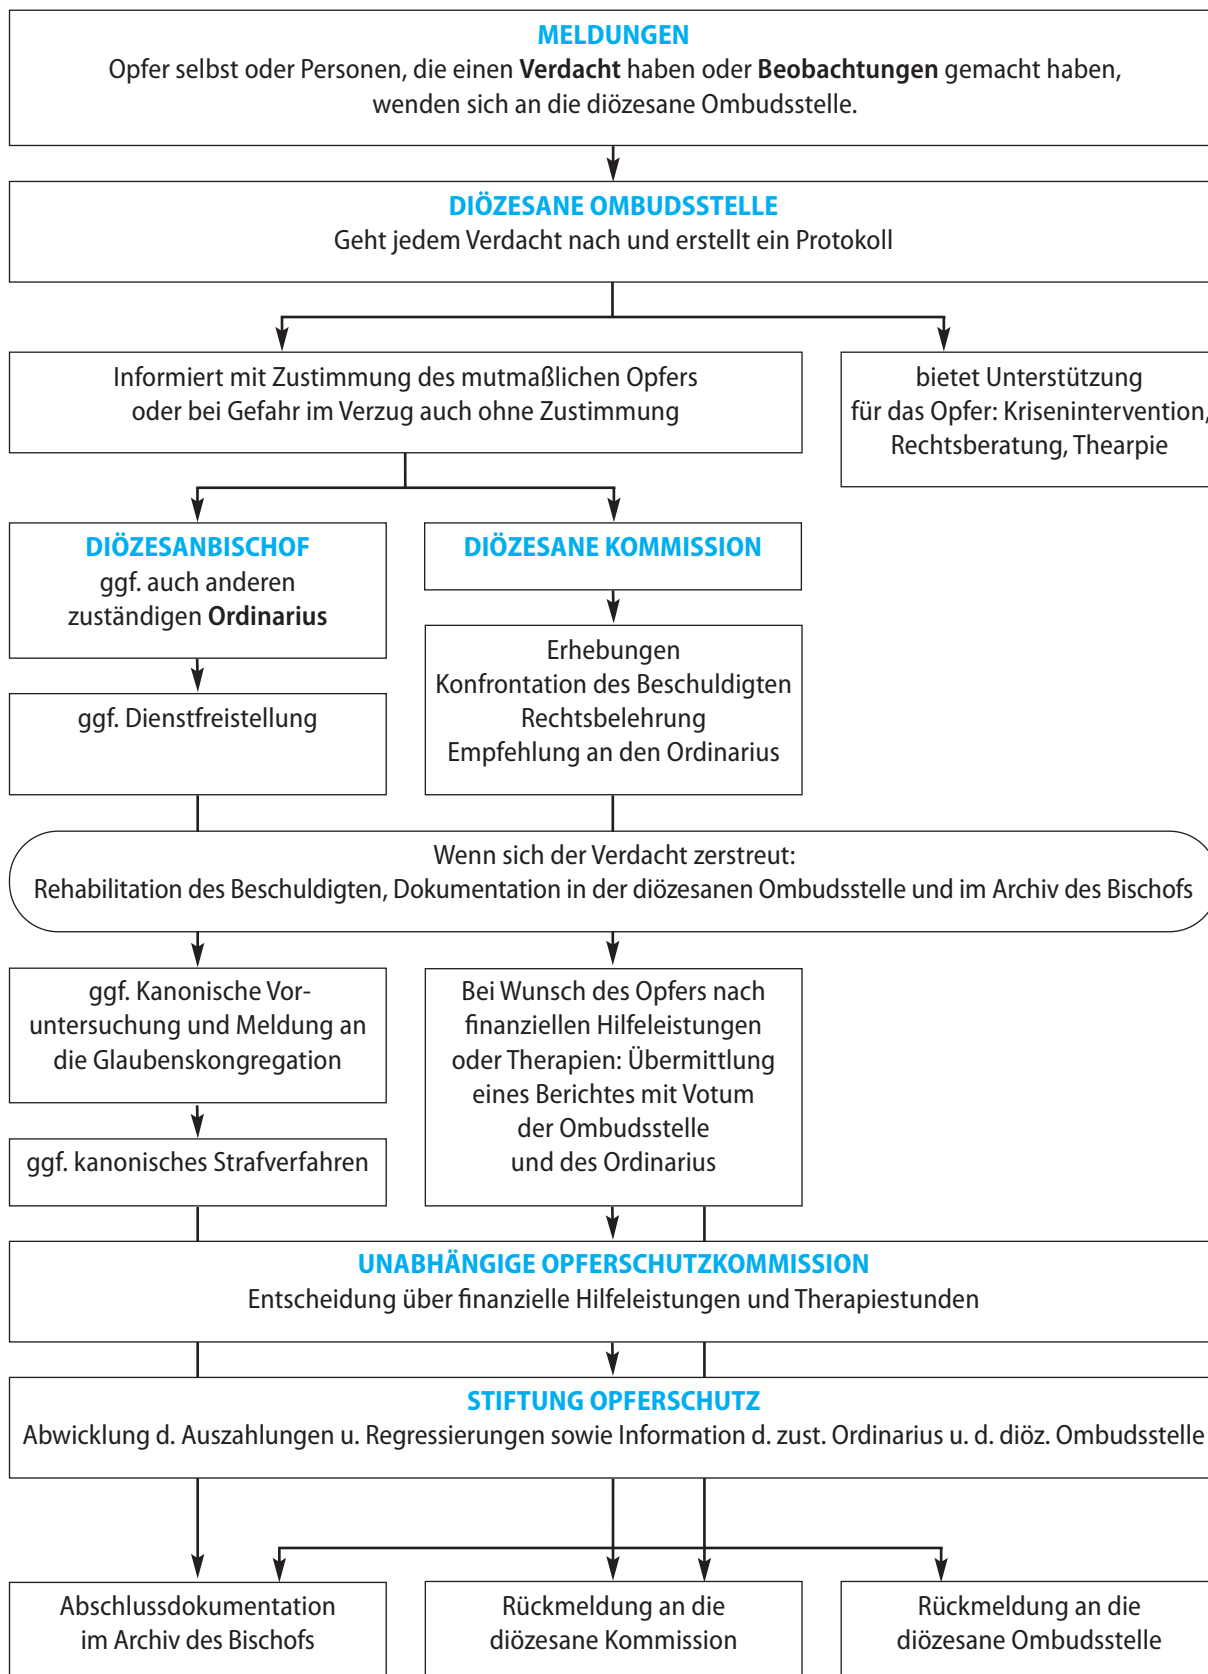 MELDUNGEN
Opfer selbst oder Personen, die einen Verdacht haben oder Beobachtungen gemacht haben,
wenden sich an die diözesane Ombudsstelle.
DIÖZESANE OMBUDSSTELLE
Geht jedem Verdacht nach und erstellt ein Protokoll
Informiert mit Zustimmung des mutmaßlichen Opfers
oder bei Gefahr im Verzug auch ohne Zustimmung
bietet Unterstützung
für das Opfer: Krisenintervention,
Rechtsberatung, Thearpie
DIÖZESANBISCHOF
ggf. auch anderen
zuständigen Ordinarius
ggf. Dienstfreistellung
DIÖZESANE KOMMISSION
Erhebungen
Konfrontation des Beschuldigten
Rechtsbelehrung
Empfehlung an den Ordinarius
Wenn sich der Verdacht zerstreut:
Rehabilitation des Beschuldigten, Dokumentation in der diözesanen Ombudsstelle und im Archiv des Bischofs
ggf. Kanonische Vor-
untersuchung und Meldung an
die Glaubenskongregation
ggf. kanonisches Strafverfahren
Bei Wunsch des Opfers nach
finanziellen Hilfeleistungen
oder Therapien: Übermittlung
eines Berichtes mit Votum
der Ombudsstelle
und des Ordinarius
UNABHÄNGIGE OPFERSCHUTZKOMMISSION
Entscheidung über finanzielle Hilfeleistungen und Therapiestunden
STIFTUNG OPFERSCHUTZ
Abwicklung d. Auszahlungen u. Regressierungen sowie Information d. zust. Ordinarius u. d. diöz. Ombudsstelle
Abschlussdokumentation
im Archiv des Bischofs
Rückmeldung an die
diözesane Kommission
Rückmeldung an die
diözesane Ombudsstelle